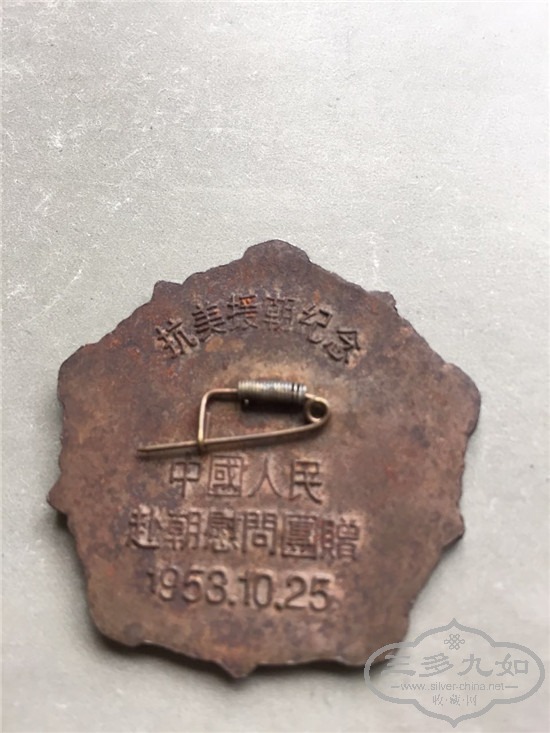 抗美援朝纪念
中國人民
赴朝慰問團贈
1953.10.25
三多九如
www.silver-china.net
收·藏·网